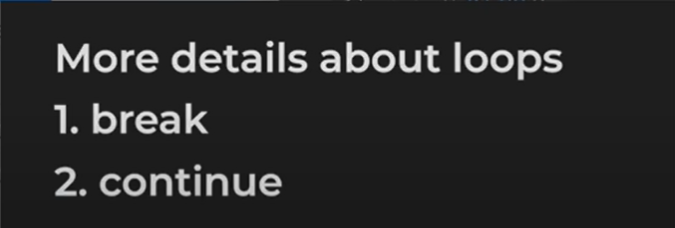 More details about loops
1. break
2. continue